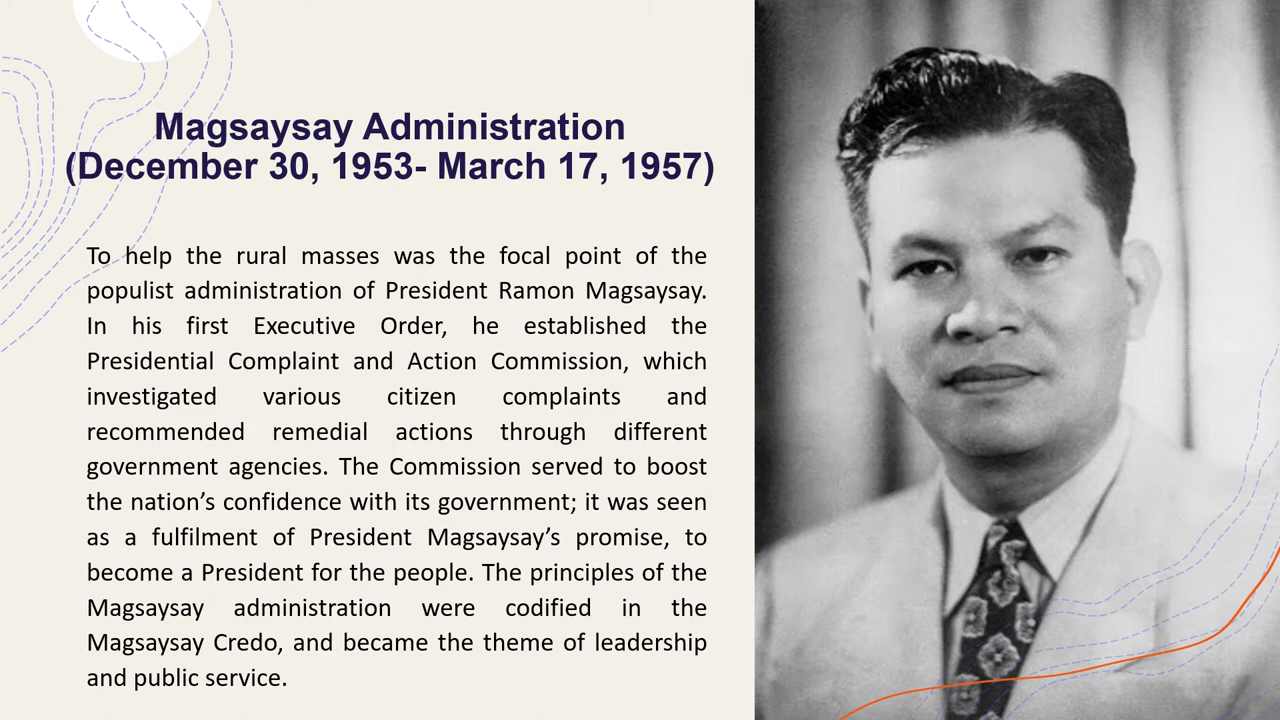 Magsaysay Administration
(December 30, 1953- March 17, 1957)
To help the rural masses was the focal point of the
populist administration of President Ramon Magsaysay.
In his first Executive Order, he established the
Presidential Complaint and Action Commission, which
investigated various citizen complaints and
recommended remedial actions through different
government agencies. The Commission served to boost
the nation’s confidence with its government; it was seen
as a fulfilment of President Magsaysay’s promise, to
become a President for the people. The principles of the
Magsaysay administration were codified in the
Magsaysay Credo, and became the theme of leadership
and public service.